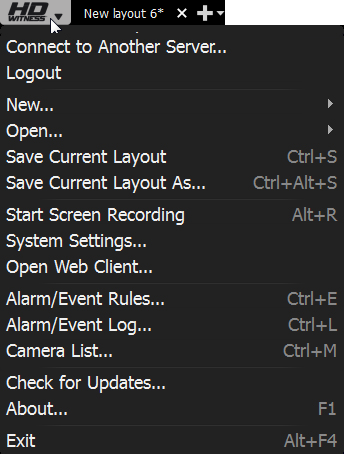 HD
WITNESS
New layout 6*
Connect to Another Server...
Logout
New...
Open...
Save Current Layout Ctrl+S
Save Current Layout As... Ctrl+Alt+S
Start Screen Recording Alt+R
System Settings...
Open Web Client...
Alarm/Event Rules... Ctrl+E
Alarm/Event Log... Ctrl+L
Camera List... Ctrl+M
Check for Updates...
About... F1
Exit Alt+F4